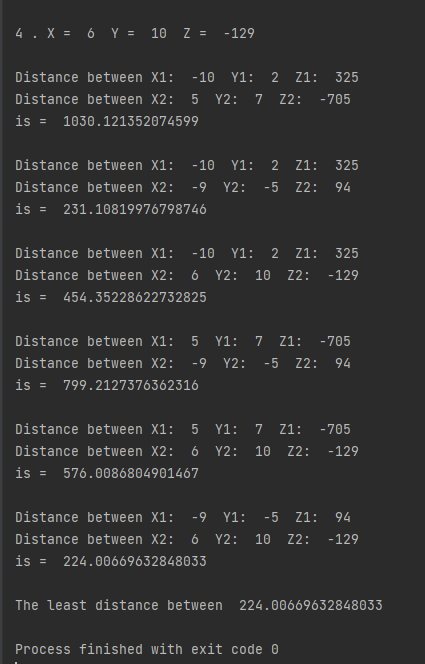 4 . X =  6  Y =  10  Z =  -129
Distance between X1:  -10  Y1:  2  Z1:  325
Distance between X2:  5  Y2:  7  Z2:  -705
is =  1030.121352074599
Distance between X1:  -10  Y1:  2  Z1:  325
Distance between X2:  -9  Y2:  -5  Z2:  94
is =  231.10819976798746
Distance between X1:  -10  Y1:  2  Z1:  325
Distance between X2:  6  Y2:  10  Z2:  -129
is =  454.35228622732825
Distance between X1:  5  Y1:  7  Z1:  -705
Distance between X2:  -9  Y2:  -5  Z2:  94
is =  799.2127376362316
Distance between X1:  5  Y1:  7  Z1:  -705
Distance between X2:  6  Y2:  10  Z2:  -129
is =  576.0086804901467
Distance between X1:  -9  Y1:  -5  Z1:  94
Distance between X2:  6  Y2:  10  Z2:  -129
is =  224.00669632848033
The least distance between  224.00669632848033
Process finished with exit code 0